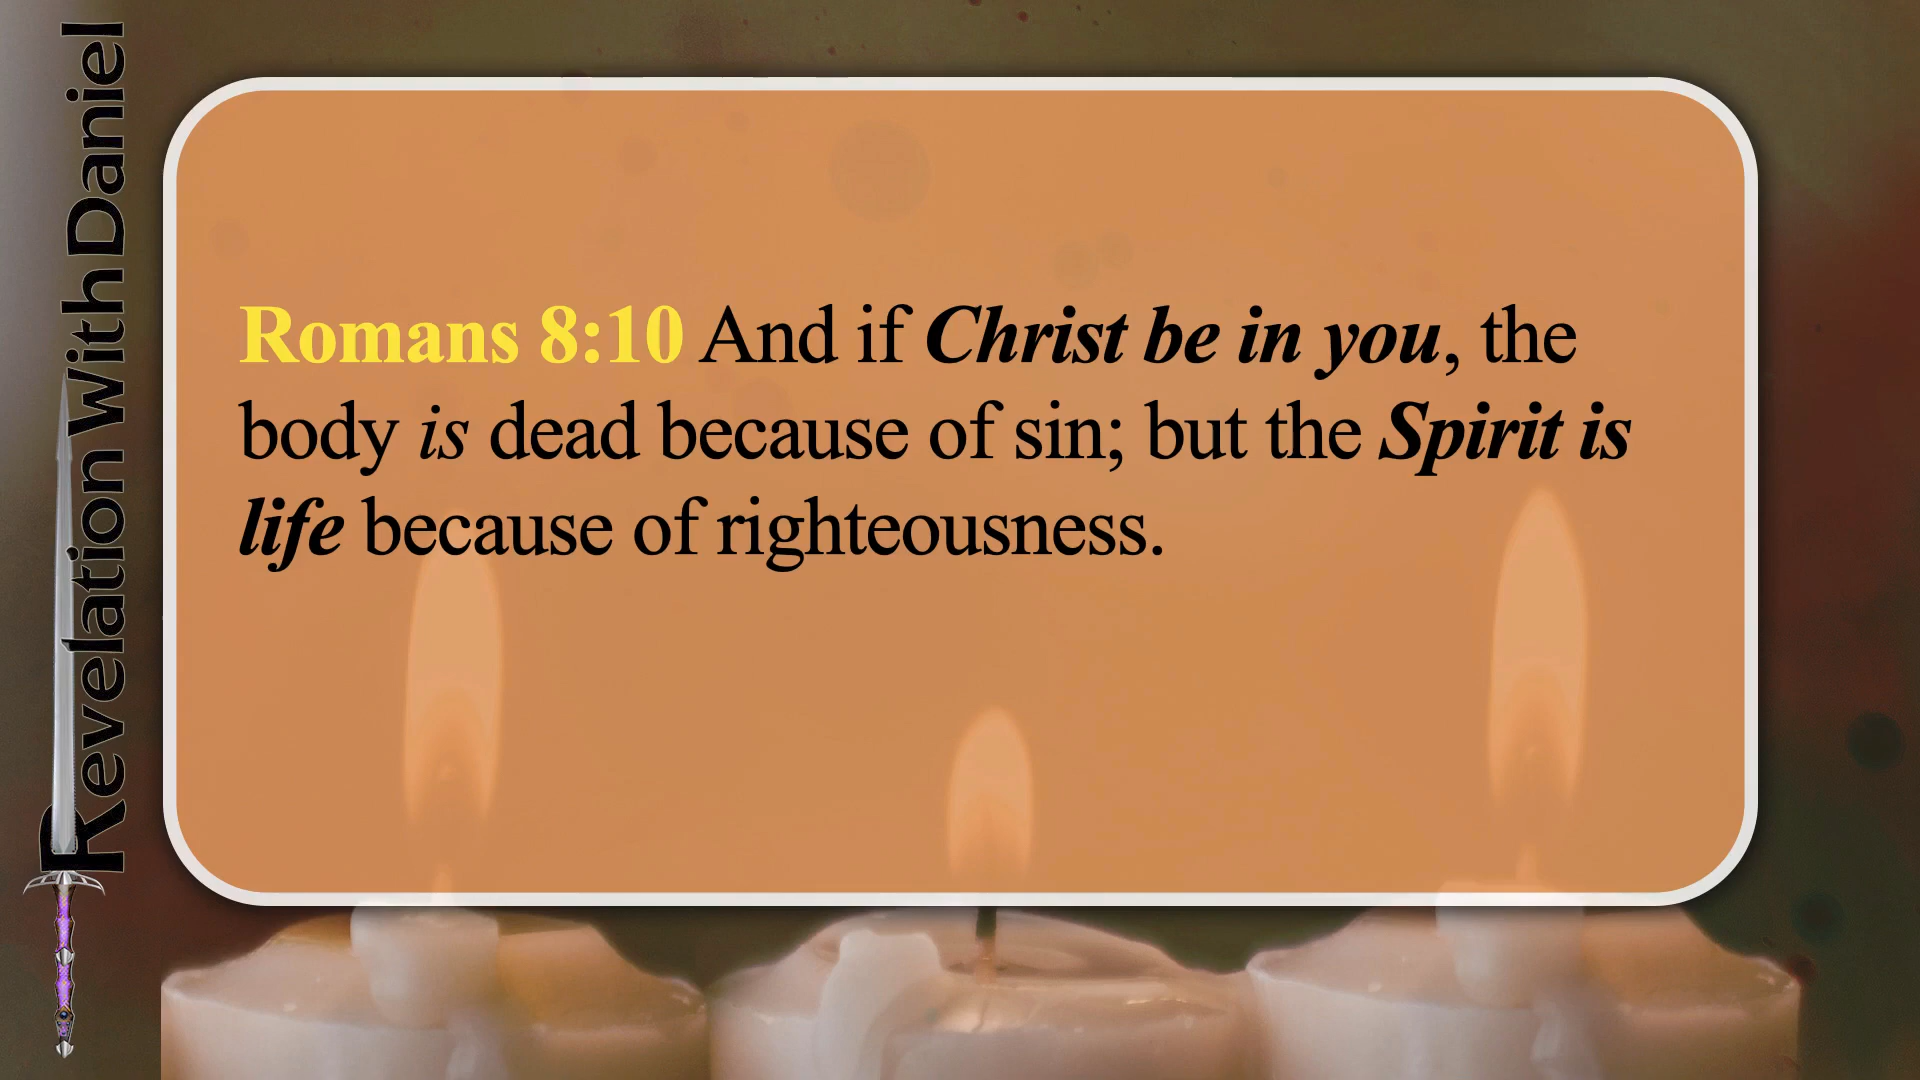 Revelation With Daniel
Romans 8:10 And if Christ be in you, the
body is dead because of sin; but the Spirit is
life because of righteousness.